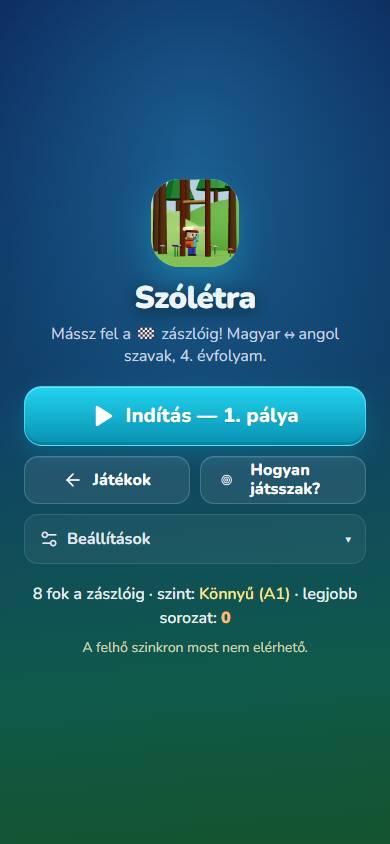 Szólétra
Mássz fel a 🏁 zászlóig! Magyar ↔ angol
szavak, 4. évfolyam.
Indítás — 1. pálya
Játékok
Hogyan
játsszak?
Beállítások
8 fok a zászlóig · szint: Könnyű (A1) · legjobb
sorozat: 0
A felhő szinkron most nem elérhető.